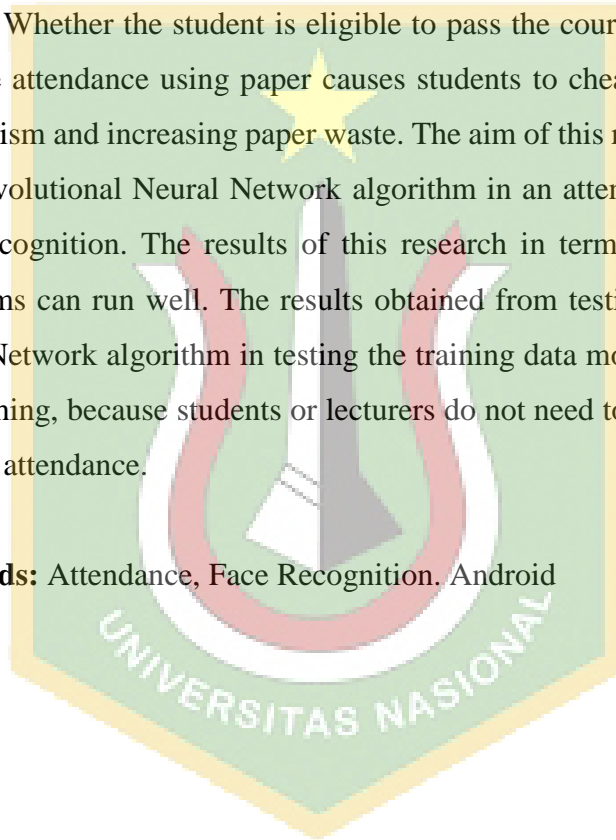 Whether the student is eligible to pass the cour
attendance using paper causes students to chea
ism and increasing paper waste. The aim of this
volutional Neural Network algorithm in an atten
cognition. The results of this research in term
ms can run well. The results obtained from testi
Network algorithm in testing the training data mo
ning, because students or lecturers do not need to
attendance.
ds: Attendance, Face Recognition. Android
UNIVERSITAS NASIONAL